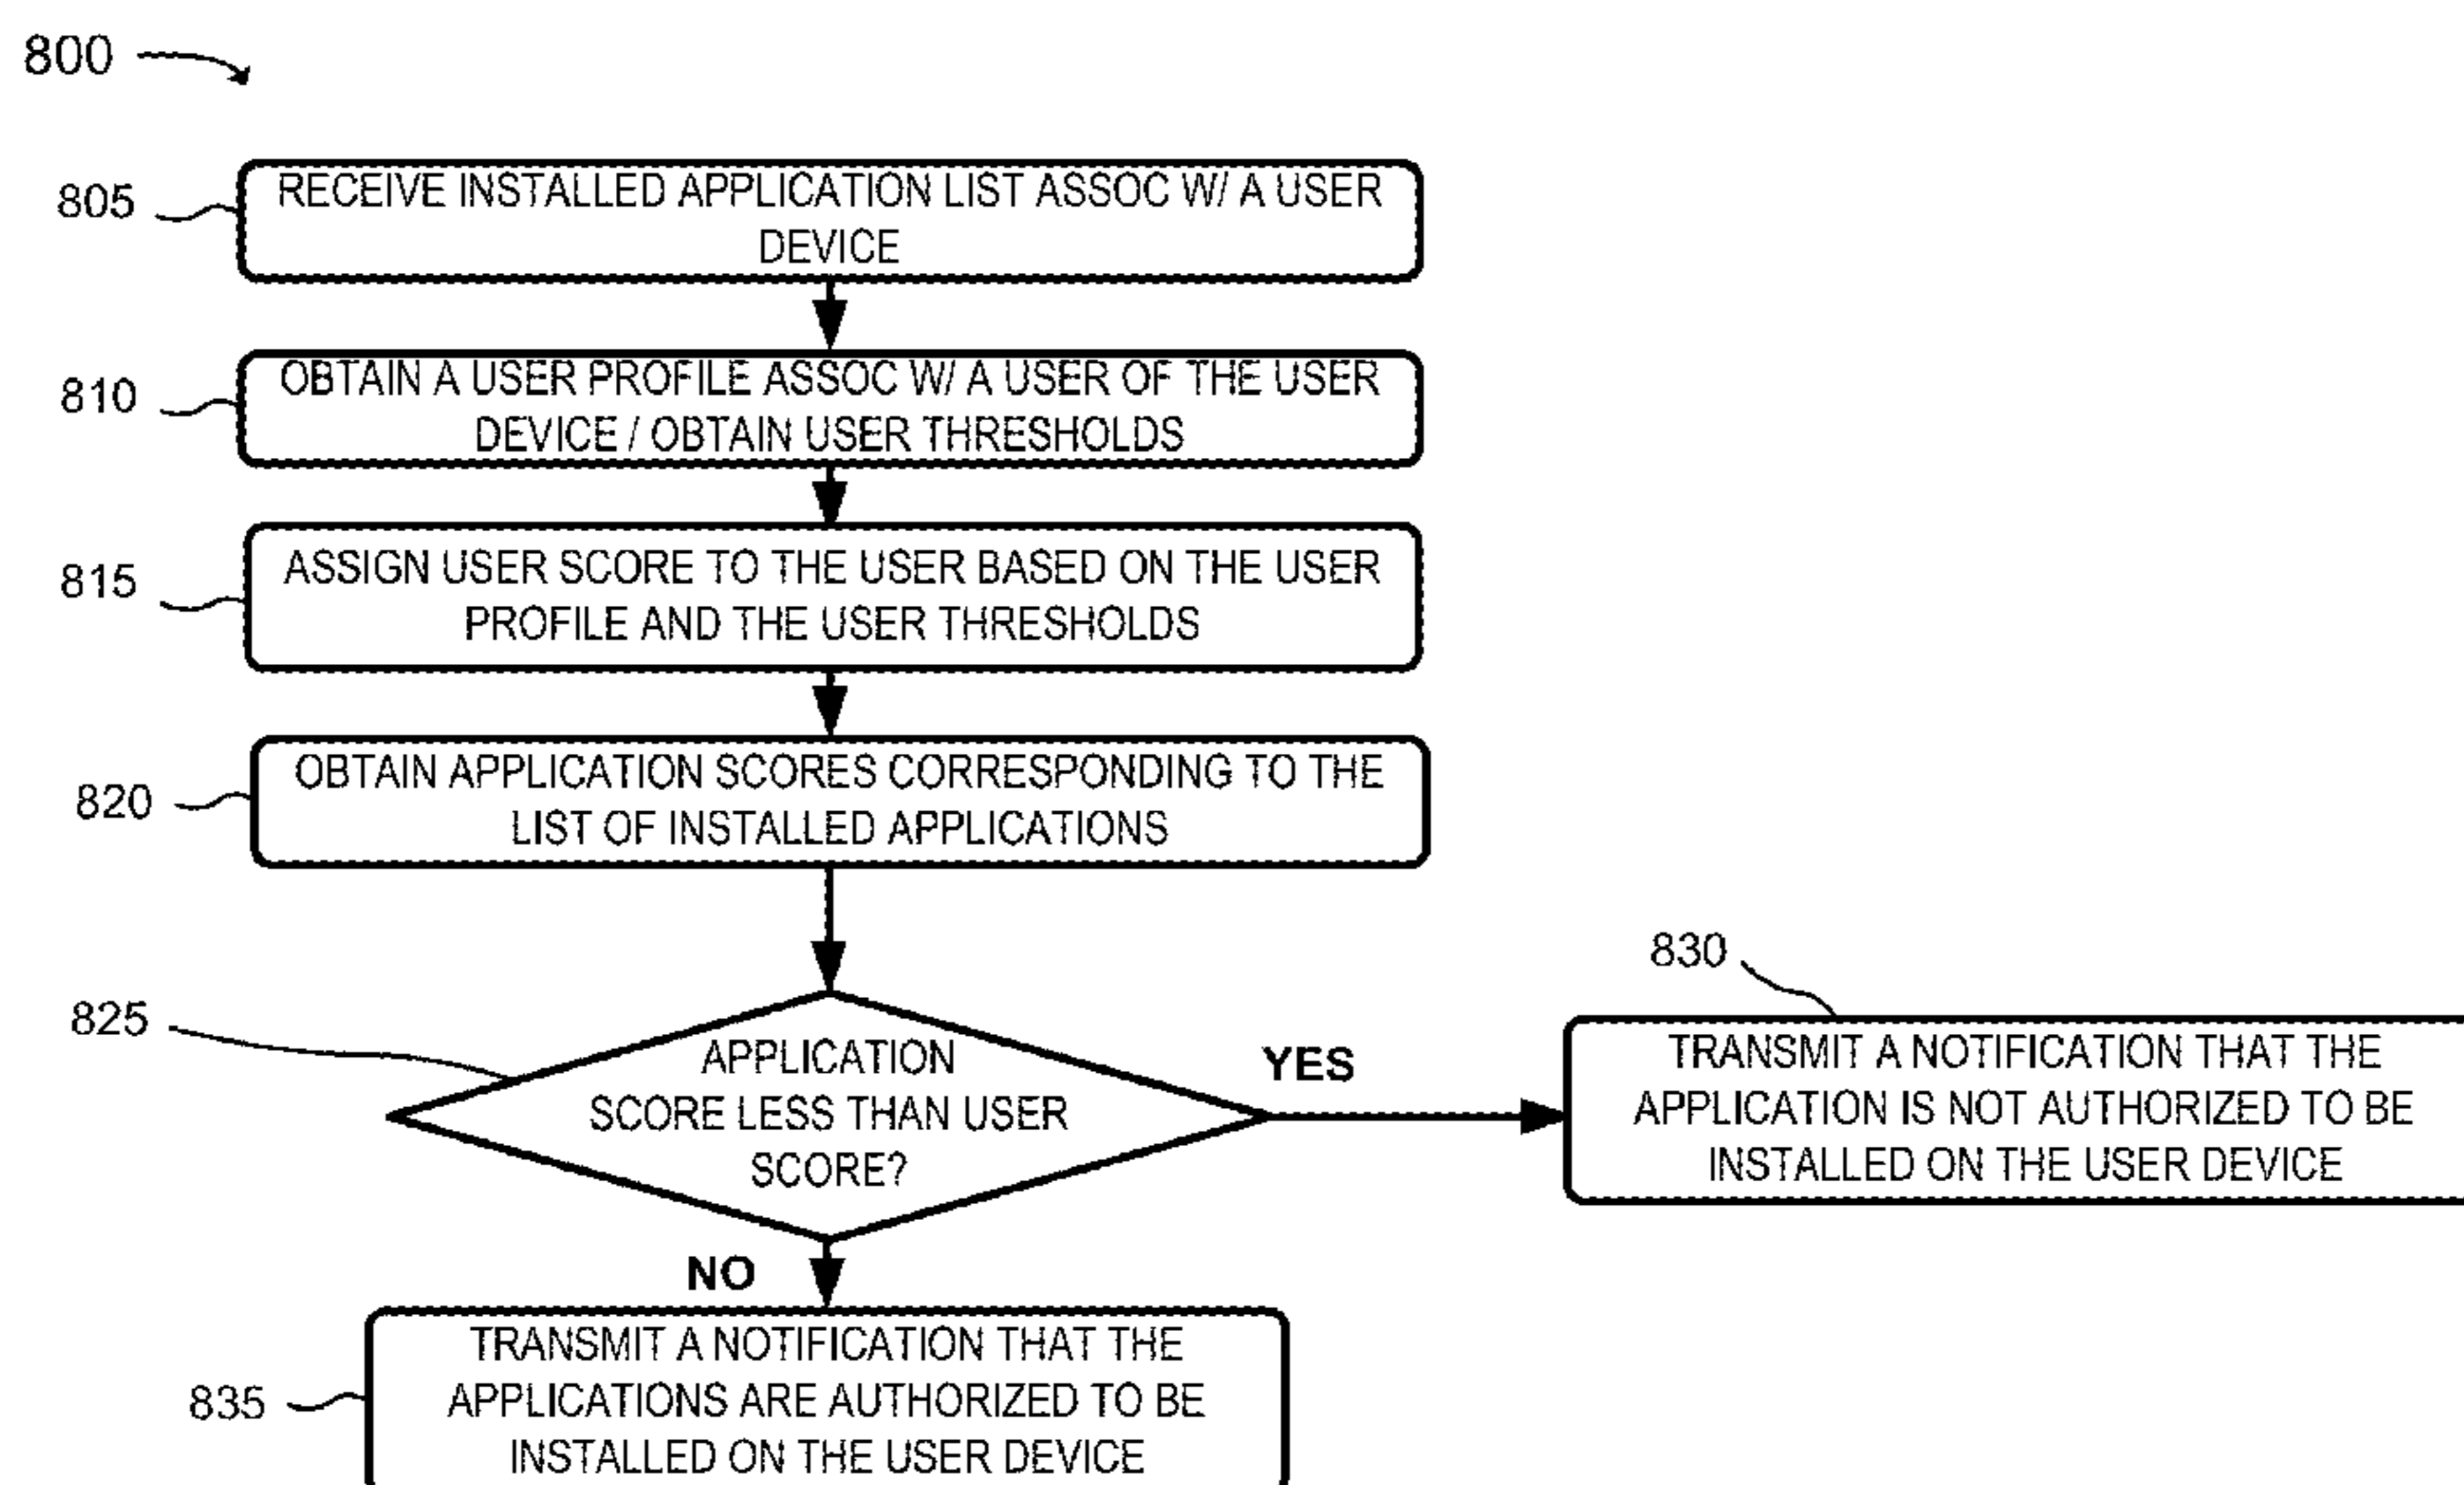 800
805
RECEIVE INSTALLED APPLICATION LIST ASSOC W/ A USER
DEVICE
810
OBTAIN A USER PROFILE ASSOC W/ A USER OF THE USER
DEVICE / OBTAIN USER THRESHOLDS
815
ASSIGN USER SCORE TO THE USER BASED ON THE USER
PROFILE AND THE USER THRESHOLDS
820
OBTAIN APPLICATION SCORES CORRESPONDING TO THE
LIST OF INSTALLED APPLICATIONS
825
APPLICATION
SCORE LESS THAN USER
SCORE?
YES
830
TRANSMIT A NOTIFICATION THAT THE
APPLICATION IS NOT AUTHORIZED TO BE
INSTALLED ON THE USER DEVICE
NO
835
TRANSMIT A NOTIFICATION THAT THE
APPLICATIONS ARE AUTHORIZED TO BE
INSTALLED ON THE USER DEVICE